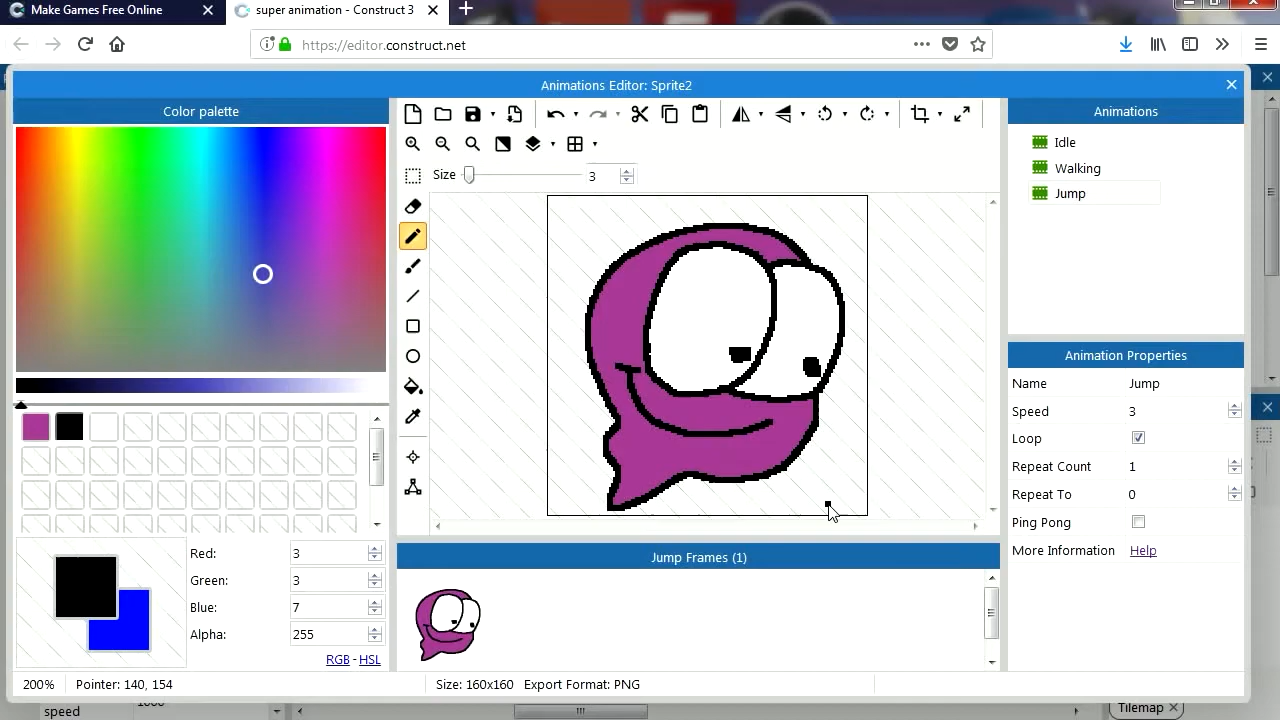 Make Games Free Online
super animation - Construct 3
https://editor.construct.net
Animations Editor: Sprite2
Color palette
Size 3
Animations
Idle
Walking
Jump
Animation Properties
Name Jump
Speed 3
Loop
Repeat Count 1
Repeat To 0
Ping Pong
More Information Help
Red: 3
Green: 3
Blue: 7
Alpha: 255
RGB - HSL
Jump Frames (1)
200% Pointer: 140, 154 Size: 160x160 Export Format: PNG
speed
Tilemap